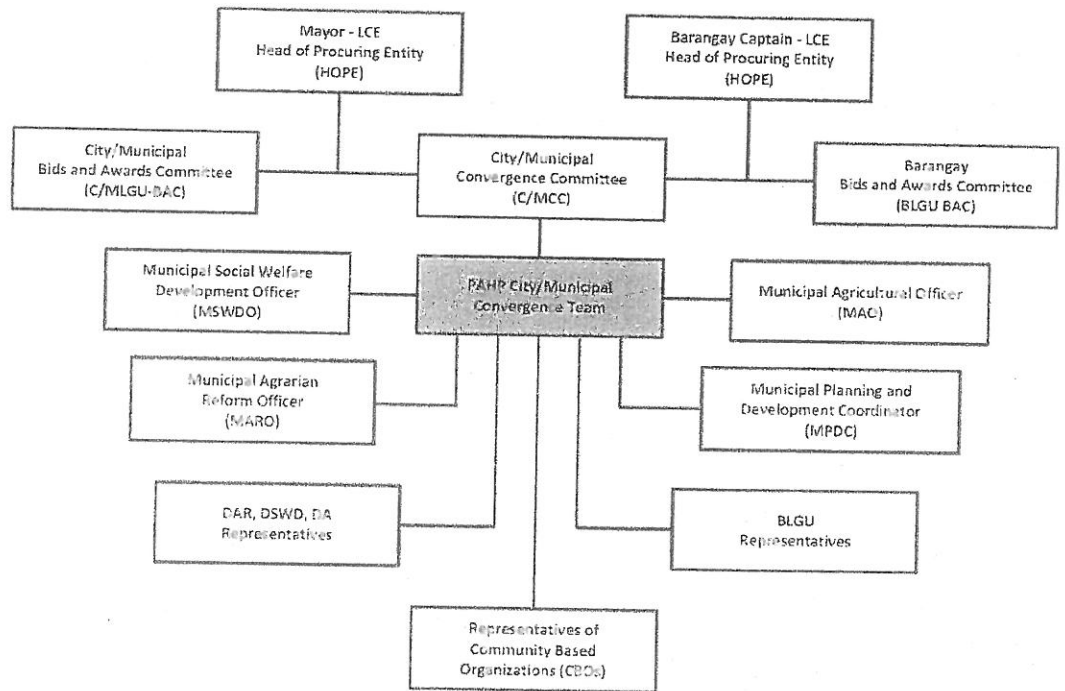 Mayor - LCE
Head of Procuring Entity
(HOPE)
Barangay Captain - LCE
Head of Procuring Entity
(HOPE)
City/Municipal
Bids and Awards Committee
(C/MLGU-BAC)
City/Municipal
Convergence Committee
(C/MCC)
Barangay
Bids and Awards Committee
(BLGU BAC)
Municipal Social Welfare
Development Officer
(MSWDO)
PAHP City/Municipal
Convergence Team
Municipal Agricultural Officer
(MAO)
Municipal Agrarian
Reform Officer
(MARO)
Municipal Planning and
Development Coordinator
(MPDC)
DAR, DSWD, DA
Representatives
BLGU
Representatives
Representatives of
Community Based
Organizations (CBOs)